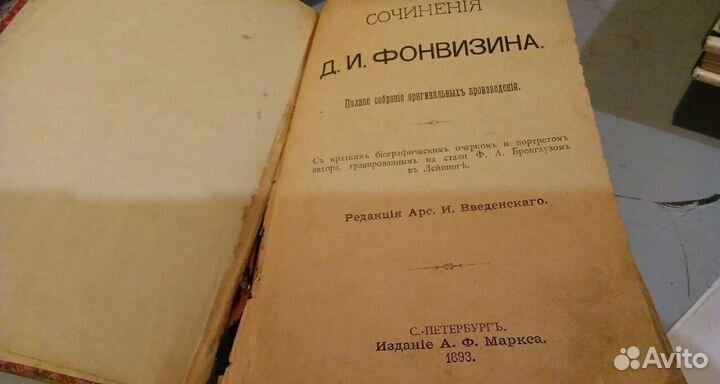 СОЧИНЕНІЯ
Д. И. ФОНВИЗИНА.
Полное собраніе оригинальныхъ произведеній.
Съ краткимъ біографическимъ очеркомъ и портретомъ
автора, гравированнымъ на стали Ф. А. Брокгаузомъ
въ Лейпцигѣ.
Редакція Арс. И. Введенскаго.
С.-ПЕТЕРБУРГЪ.
Изданіе А. Ф. Маркса.
1893.
Avito